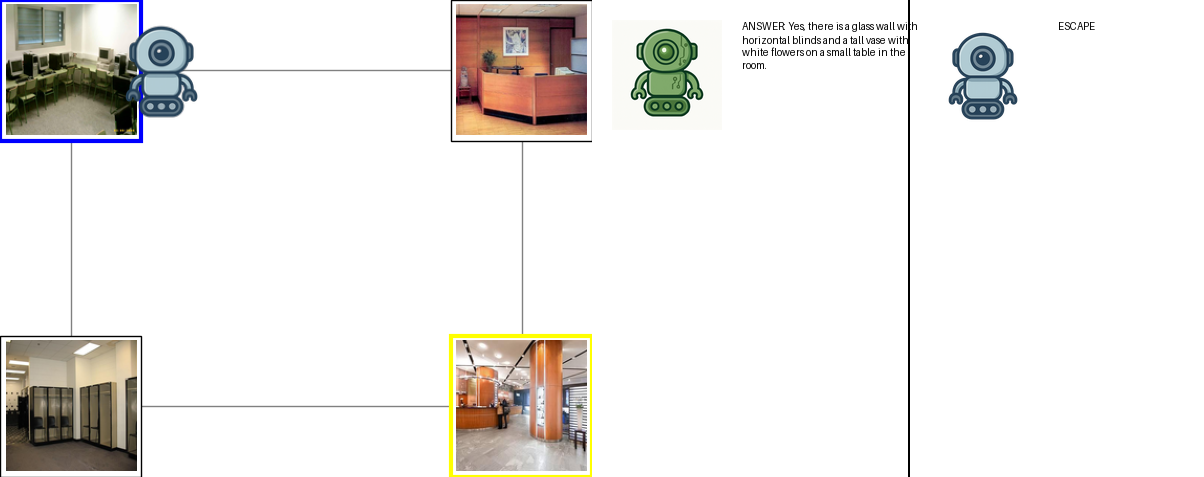 ANSWER: Yes, there is a glass wall with
horizontal blinds and a tall vase with
white flowers on a small table in the
room.
ESCAPE